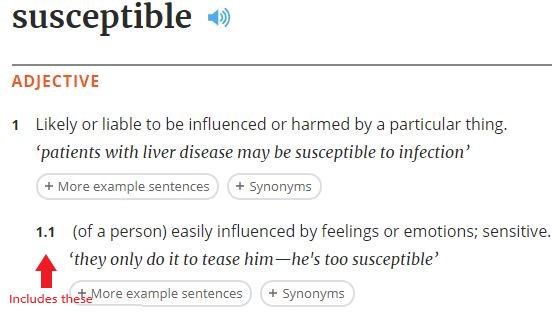 susceptible
ADJECTIVE
1 Likely or liable to be influenced or harmed by a particular thing.
‘patients with liver disease may be susceptible to infection’
+ More example sentences + Synonyms
1.1 (of a person) easily influenced by feelings or emotions; sensitive.
‘they only do it to tease him—he's too susceptible’
Includes these + More example sentences + Synonyms